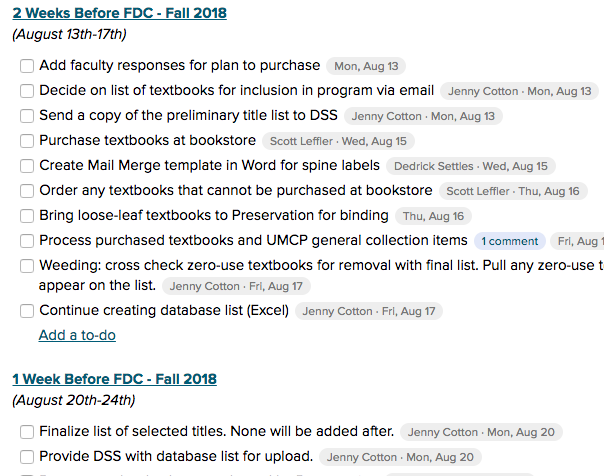 2 Weeks Before FDC - Fall 2018
(August 13th-17th)
Add faculty responses for plan to purchase Mon, Aug 13
Decide on list of textbooks for inclusion in program via email Jenny Cotton · Mon, Aug 13
Send a copy of the preliminary title list to DSS Jenny Cotton · Mon, Aug 13
Purchase textbooks at bookstore Scott Leffler · Wed, Aug 15
Create Mail Merge template in Word for spine labels Dedrick Settles · Wed, Aug 15
Order any textbooks that cannot be purchased at bookstore Scott Leffler · Thu, Aug 16
Bring loose-leaf textbooks to Preservation for binding Thu, Aug 16
Process purchased textbooks and UMCP general collection items 1 comment Fri, Aug
Weeding: cross check zero-use textbooks for removal with final list. Pull any zero-use
appear on the list. Jenny Cotton · Fri, Aug 17
Continue creating database list (Excel) Jenny Cotton · Fri, Aug 17
Add a to-do
1 Week Before FDC - Fall 2018
(August 20th-24th)
Finalize list of selected titles. None will be added after. Jenny Cotton · Mon, Aug 20
Provide DSS with database list for upload. Jenny Cotton · Mon, Aug 20